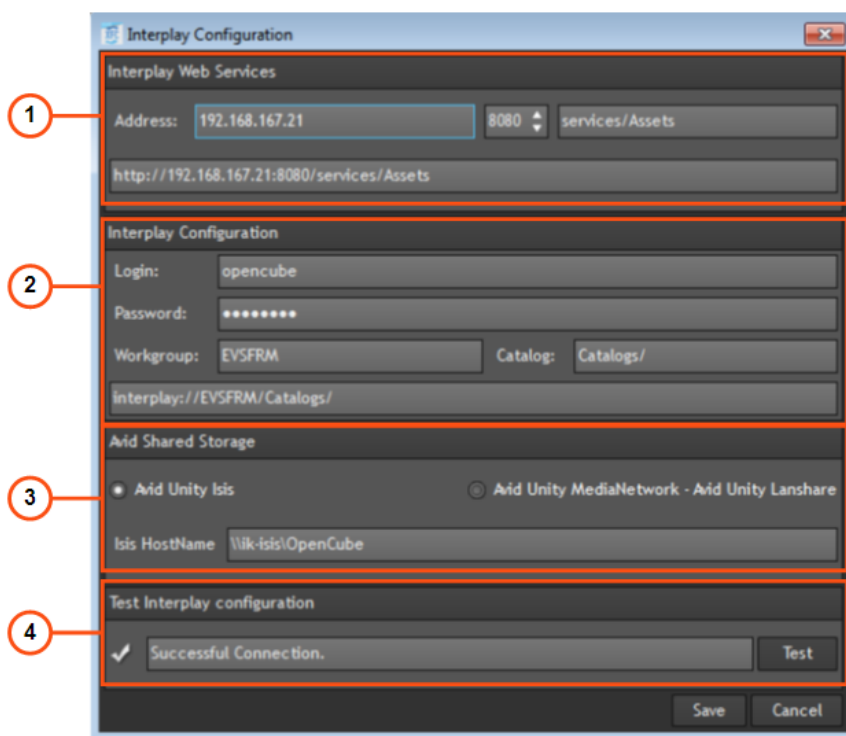 Interplay Configuration
Interplay Web Services
1
Address: 192.168.167.21 8080 services/Assets
http://192.168.167.21:8080/services/Assets
Interplay Configuration
2
Login: opencube
Password: ••••••••
Workgroup: EVSFRM Catalog: Catalogs/
interplay://EVSFRM/Catalogs/
Avid Shared Storage
3
Avid Unity Isis Avid Unity MediaNetwork - Avid Unity Lanshare
Isis HostName \\ik-isis\OpenCube
Test Interplay configuration
4
Successful Connection. Test
Save Cancel